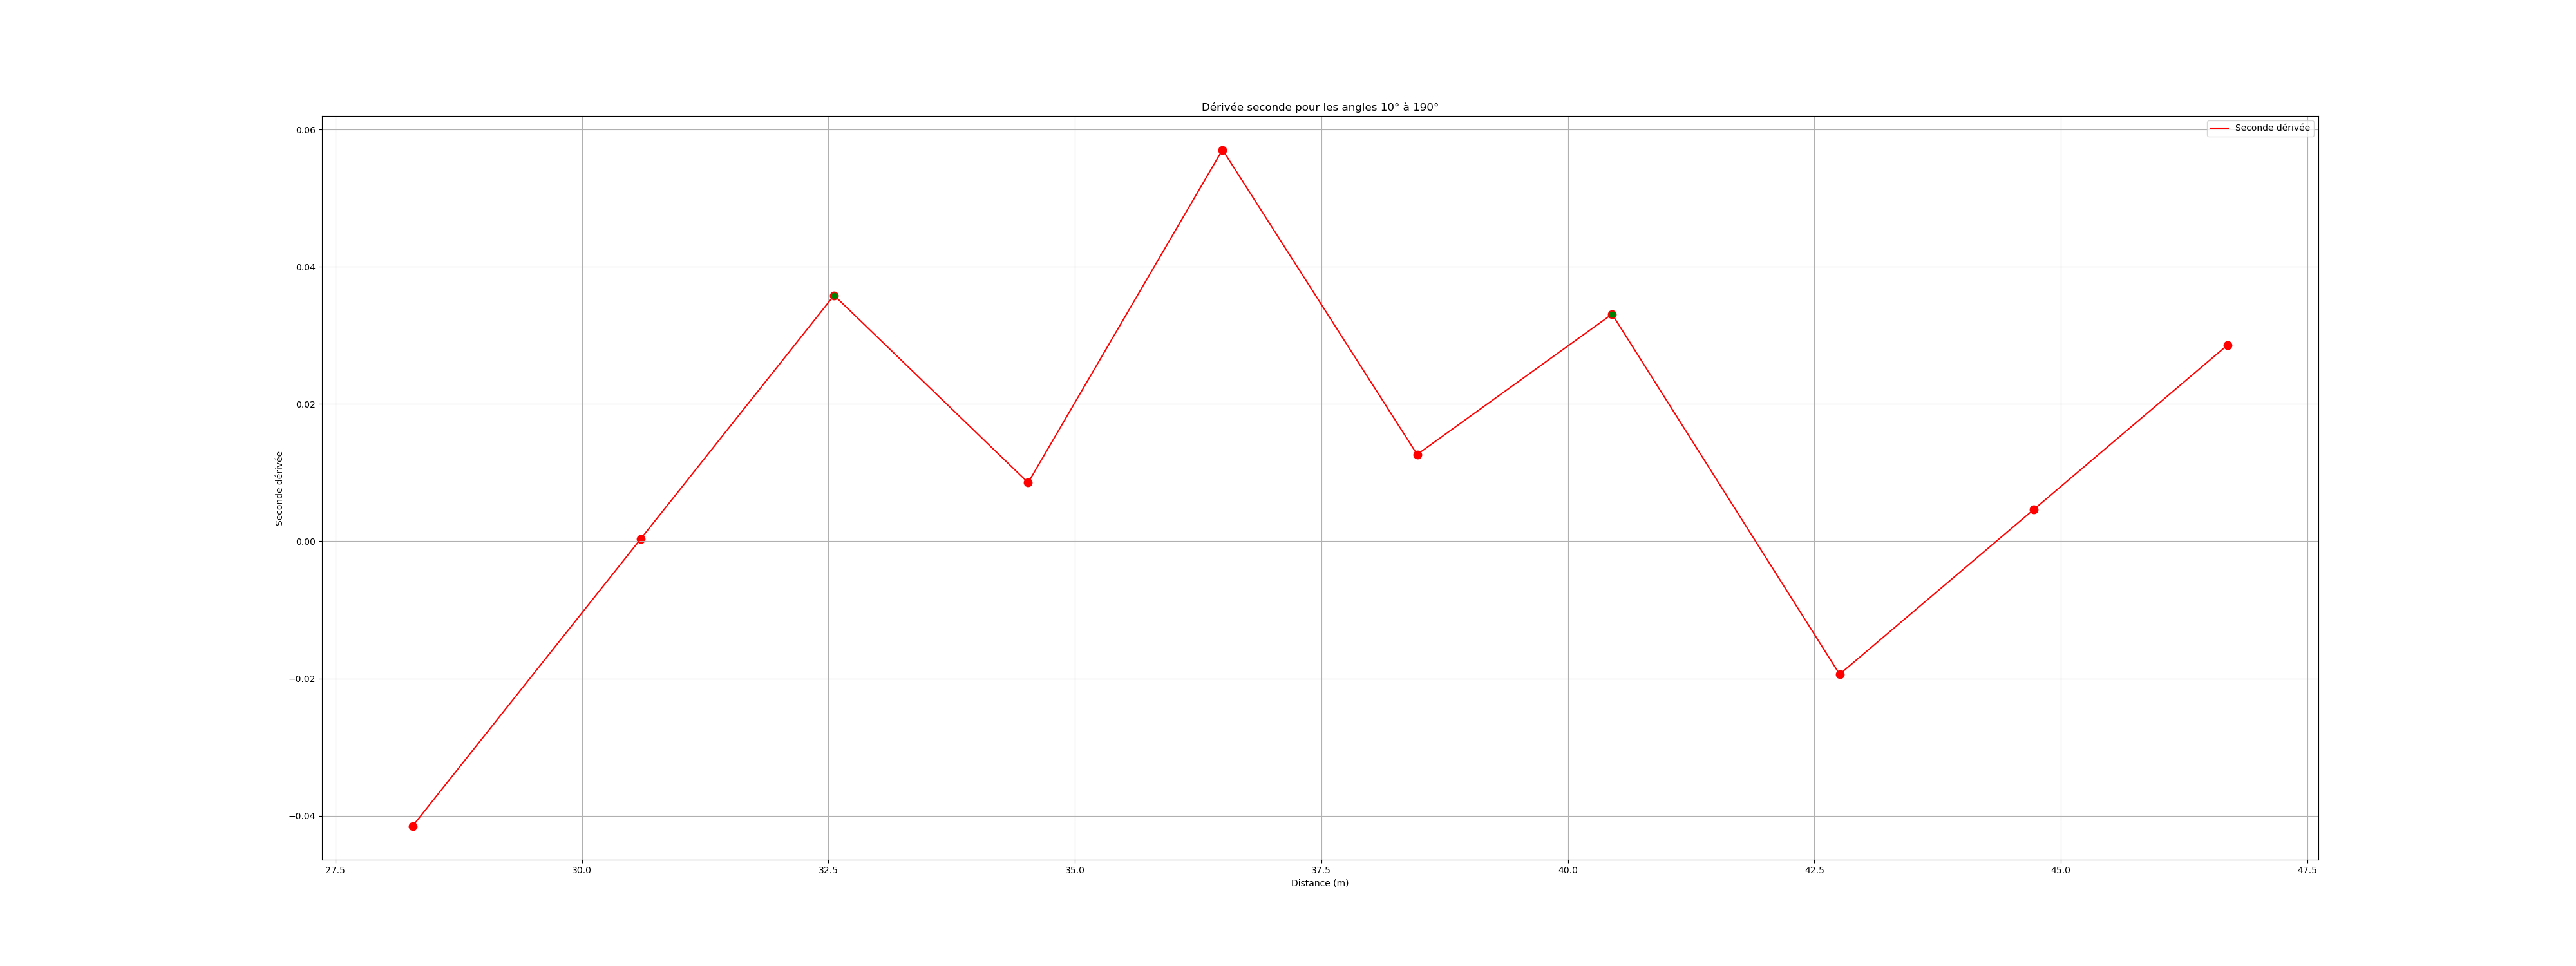 Dérivée seconde pour les angles 10° à 190°
Seconde dérivée
0.06
0.04
0.02
0.00
−0.02
−0.04
Seconde dérivée
27.5 30.0 32.5 35.0 37.5 40.0 42.5 45.0 47.5
Distance (m)